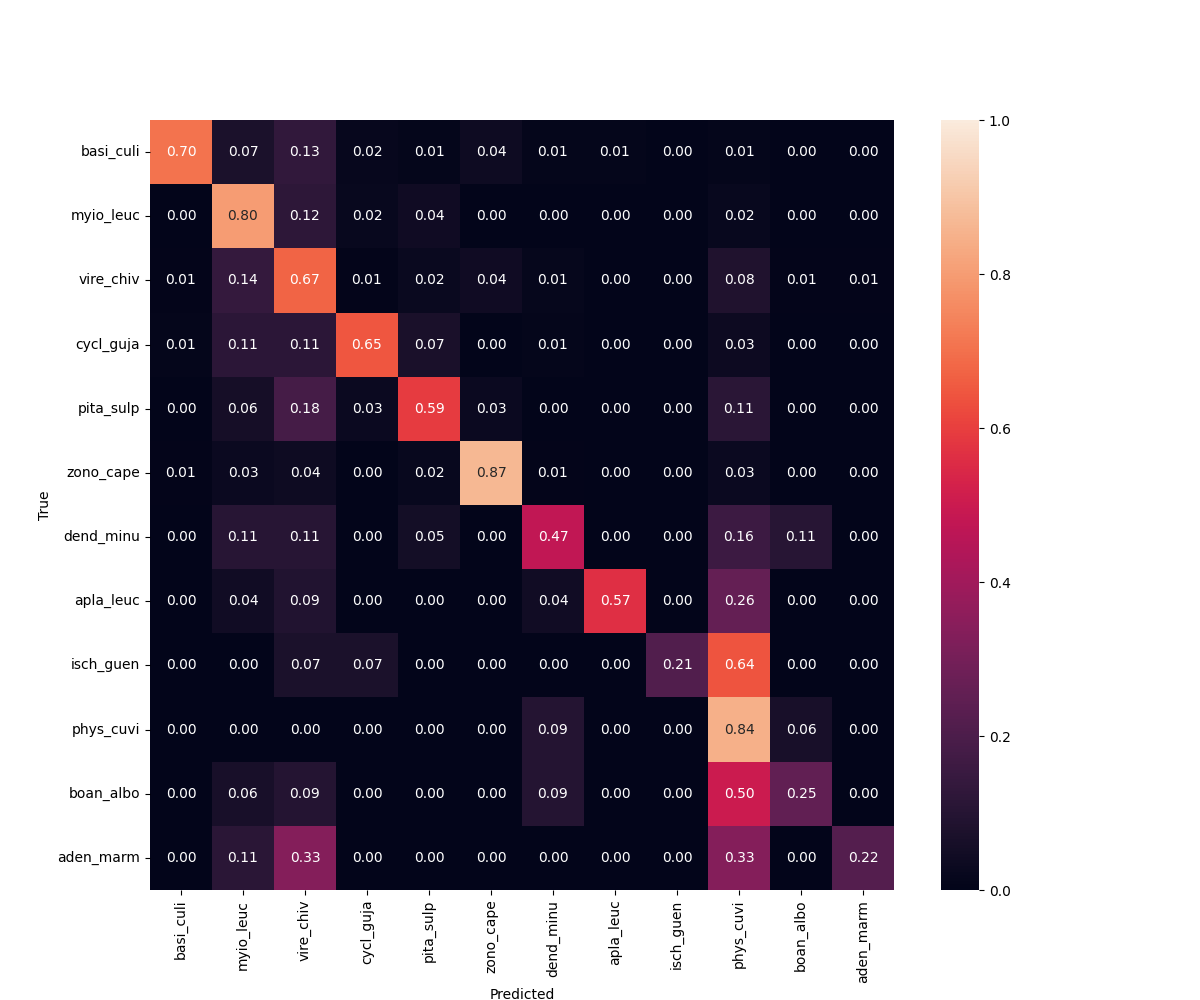 basi_culi 0.70 0.07 0.13 0.02 0.01 0.04 0.01 0.01 0.00 0.01 0.00 0.00
myio_leuc 0.00 0.80 0.12 0.02 0.04 0.00 0.00 0.00 0.00 0.02 0.00 0.00
vire_chiv 0.01 0.14 0.67 0.01 0.02 0.04 0.01 0.00 0.00 0.08 0.01 0.01
cycl_guja 0.01 0.11 0.11 0.65 0.07 0.00 0.01 0.00 0.00 0.03 0.00 0.00
pita_sulp 0.00 0.06 0.18 0.03 0.59 0.03 0.00 0.00 0.00 0.11 0.00 0.00
zono_cape 0.01 0.03 0.04 0.00 0.02 0.87 0.01 0.00 0.00 0.03 0.00 0.00
dend_minu 0.00 0.11 0.11 0.00 0.05 0.00 0.47 0.00 0.00 0.16 0.11 0.00
apla_leuc 0.00 0.04 0.09 0.00 0.00 0.00 0.04 0.57 0.00 0.26 0.00 0.00
isch_guen 0.00 0.00 0.07 0.07 0.00 0.00 0.00 0.00 0.21 0.64 0.00 0.00
phys_cuvi 0.00 0.00 0.00 0.00 0.00 0.00 0.09 0.00 0.00 0.84 0.06 0.00
boan_albo 0.00 0.06 0.09 0.00 0.00 0.00 0.09 0.00 0.00 0.50 0.25 0.00
aden_marm 0.00 0.11 0.33 0.00 0.00 0.00 0.00 0.00 0.00 0.33 0.00 0.22
True
basi_culi myio_leuc vire_chiv cycl_guja pita_sulp zono_cape dend_minu apla_leuc isch_guen phys_cuvi boan_albo aden_marm
Predicted
1.0
0.8
0.6
0.4
0.2
0.0